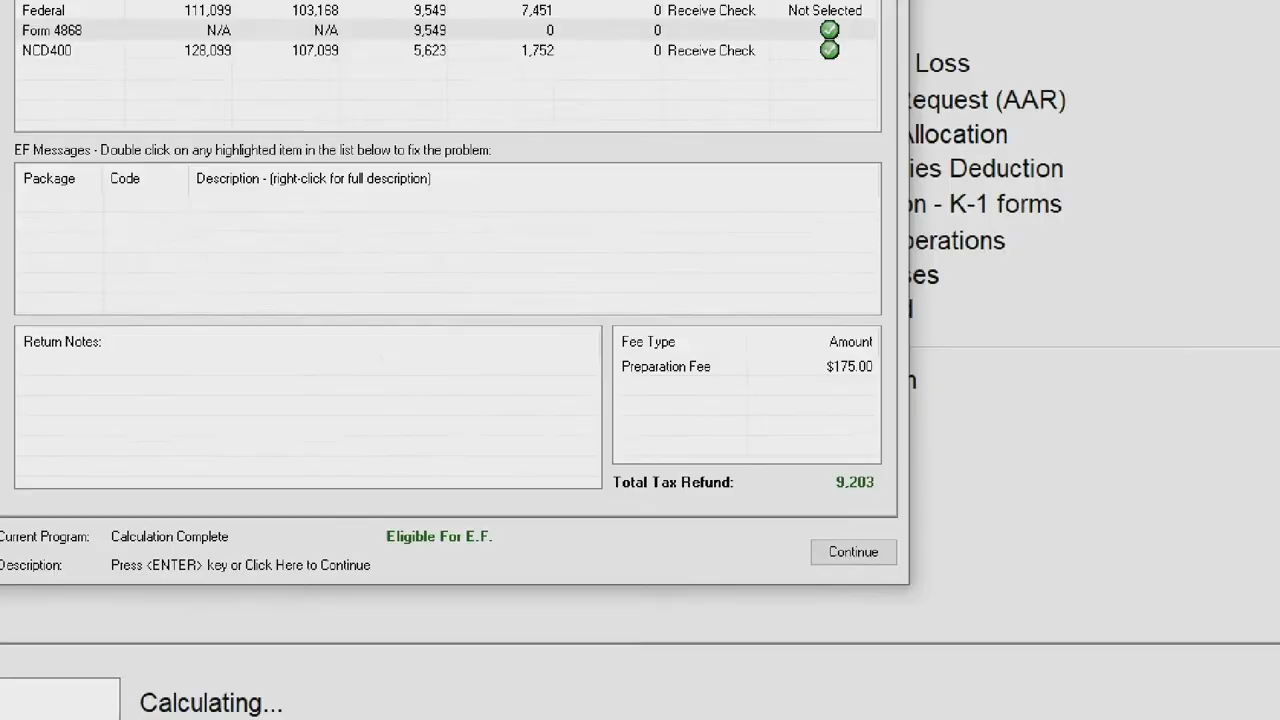 Federal 111,099 103,168 9,549 7,451 0 Receive Check Not Selected
Form 4868 N/A N/A 9,549 0 0
NCD400 128,099 107,099 5,623 1,752 0 Receive Check
Loss
Request (AAR)
Allocation
ies Deduction
on - K-1 forms
perations
ses
EF Messages - Double click on any highlighted item in the list below to fix the problem:
Package Code Description - (right-click for full description)
Return Notes:
Fee Type Amount
Preparation Fee $175.00
Total Tax Refund: 9,203
Current Program: Calculation Complete Eligible For E.F.
Description: Press <ENTER> key or Click Here to Continue
Continue
Calculating...